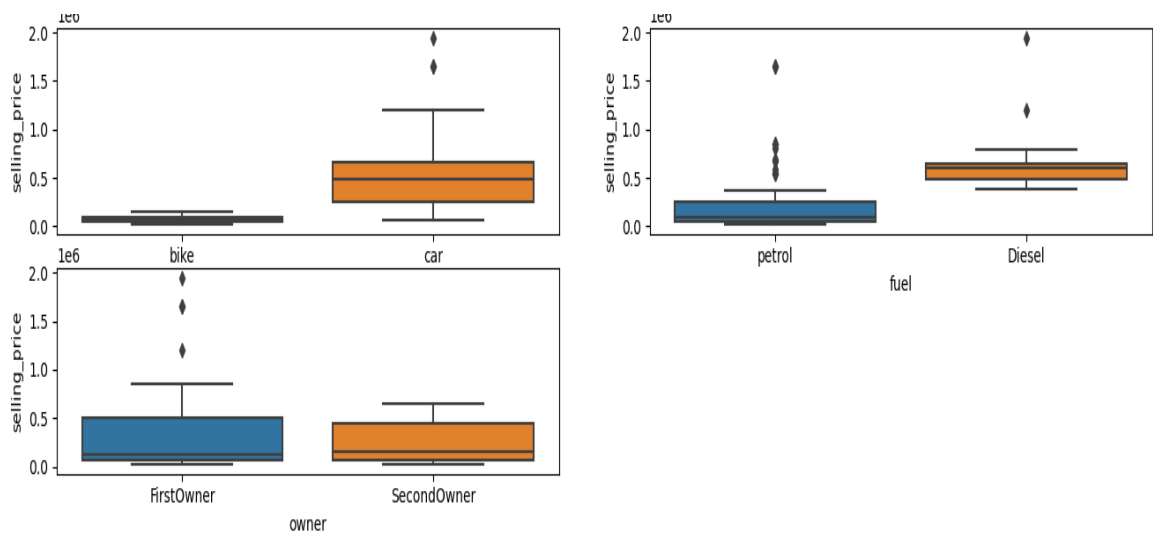 1e6
2.0
1.5
1.0
0.5
0.0
selling_price
bike car
1e6
2.0
1.5
1.0
0.5
0.0
selling_price
petrol Diesel
fuel
1e6
2.0
1.5
1.0
0.5
0.0
selling_price
FirstOwner SecondOwner
owner